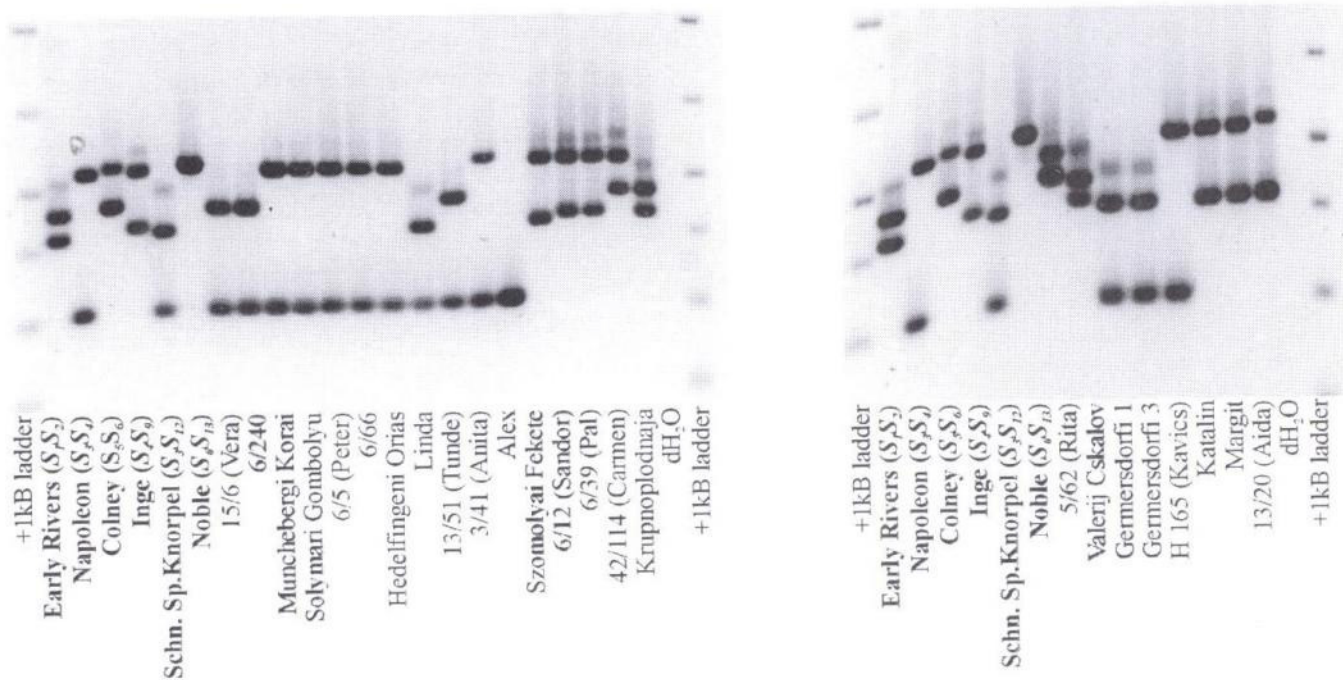 +1kB ladder
Early Rivers (S₁S₂)
Napoleon (S₃S₄)
Colney (S₅S₆)
Inge (S₄S₉)
Schn. Sp.Knorpel (S₃S₁₂)
Noble (S₆S₁₃)
15/6 (Vera)
6/240
Munchebergi Korai
Solymari Gombolyu
6/5 (Peter)
6/66
Hedelfingeni Orias
Linda
13/51 (Tunde)
3/41 (Anita)
Alex
Szomolyai Fekete
6/12 (Sandor)
6/39 (Pal)
42/114 (Carmen)
Krupnoplodnaja
dH₂O
+1kB ladder
+1kB ladder
Early Rivers (S₁S₂)
Napoleon (S₃S₄)
Colney (S₅S₆)
Inge (S₄S₉)
Schn. Sp.Knorpel (S₃S₁₂)
Noble (S₆S₁₃)
5/62 (Rita)
Valerij Cskalov
Germersdorfi 1
Germersdorfi 3
H 165 (Kavics)
Katalin
Margit
13/20 (Aida)
dH₂O
+1kB ladder